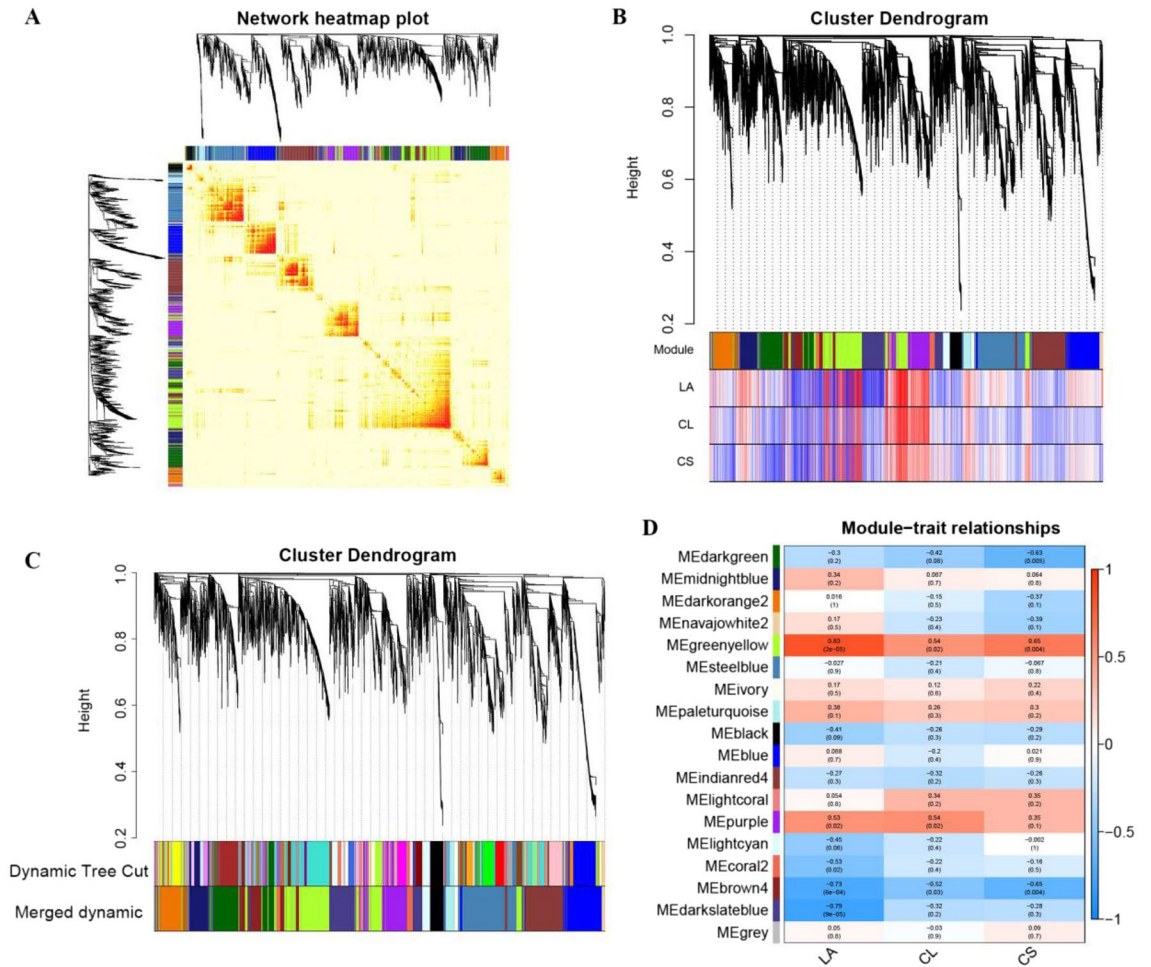 A
Network heatmap plot
B
Cluster Dendrogram
Height
1.0
0.8
0.6
0.4
0.2
Module
LA
CL
CS
C
Cluster Dendrogram
Height
1.0
0.8
0.6
0.4
0.2
Dynamic Tree Cut
Merged dynamic
D
Module−trait relationships
MEdarkgreen −0.3 (0.2) −0.42 (0.08) −0.63 (0.005)
MEmidnightblue 0.34 (0.2) 0.087 (0.7) 0.064 (0.8)
MEdarkorange2 0.016 (1) −0.15 (0.5) −0.37 (0.1)
MEnavajowhite2 0.17 (0.5) −0.23 (0.4) −0.39 (0.1)
MEgreenyellow 0.83 (2e−05) 0.54 (0.02) 0.65 (0.004)
MEsteelblue −0.027 (0.9) −0.21 (0.4) −0.067 (0.8)
MEivory 0.17 (0.5) 0.12 (0.6) 0.22 (0.4)
MEpaleturquoise 0.36 (0.1) 0.26 (0.3) 0.3 (0.2)
MEblack −0.41 (0.09) −0.26 (0.3) −0.29 (0.2)
MEblue 0.088 (0.7) −0.2 (0.4) 0.021 (0.9)
MEindianred4 −0.27 (0.3) −0.32 (0.2) −0.26 (0.3)
MElightcoral 0.054 (0.8) 0.34 (0.2) 0.35 (0.2)
MEpurple 0.53 (0.02) 0.54 (0.02) 0.35 (0.1)
MElightcyan −0.45 (0.06) −0.22 (0.4) −0.002 (1)
MEcoral2 −0.53 (0.02) −0.22 (0.4) −0.16 (0.5)
MEbrown4 −0.73 (6e−04) −0.52 (0.03) −0.65 (0.004)
MEdarkslateblue −0.79 (9e−05) −0.32 (0.2) −0.28 (0.3)
MEgrey 0.05 (0.8) −0.03 (0.9) 0.09 (0.7)
LA CL CS
1
0.5
0
−0.5
−1